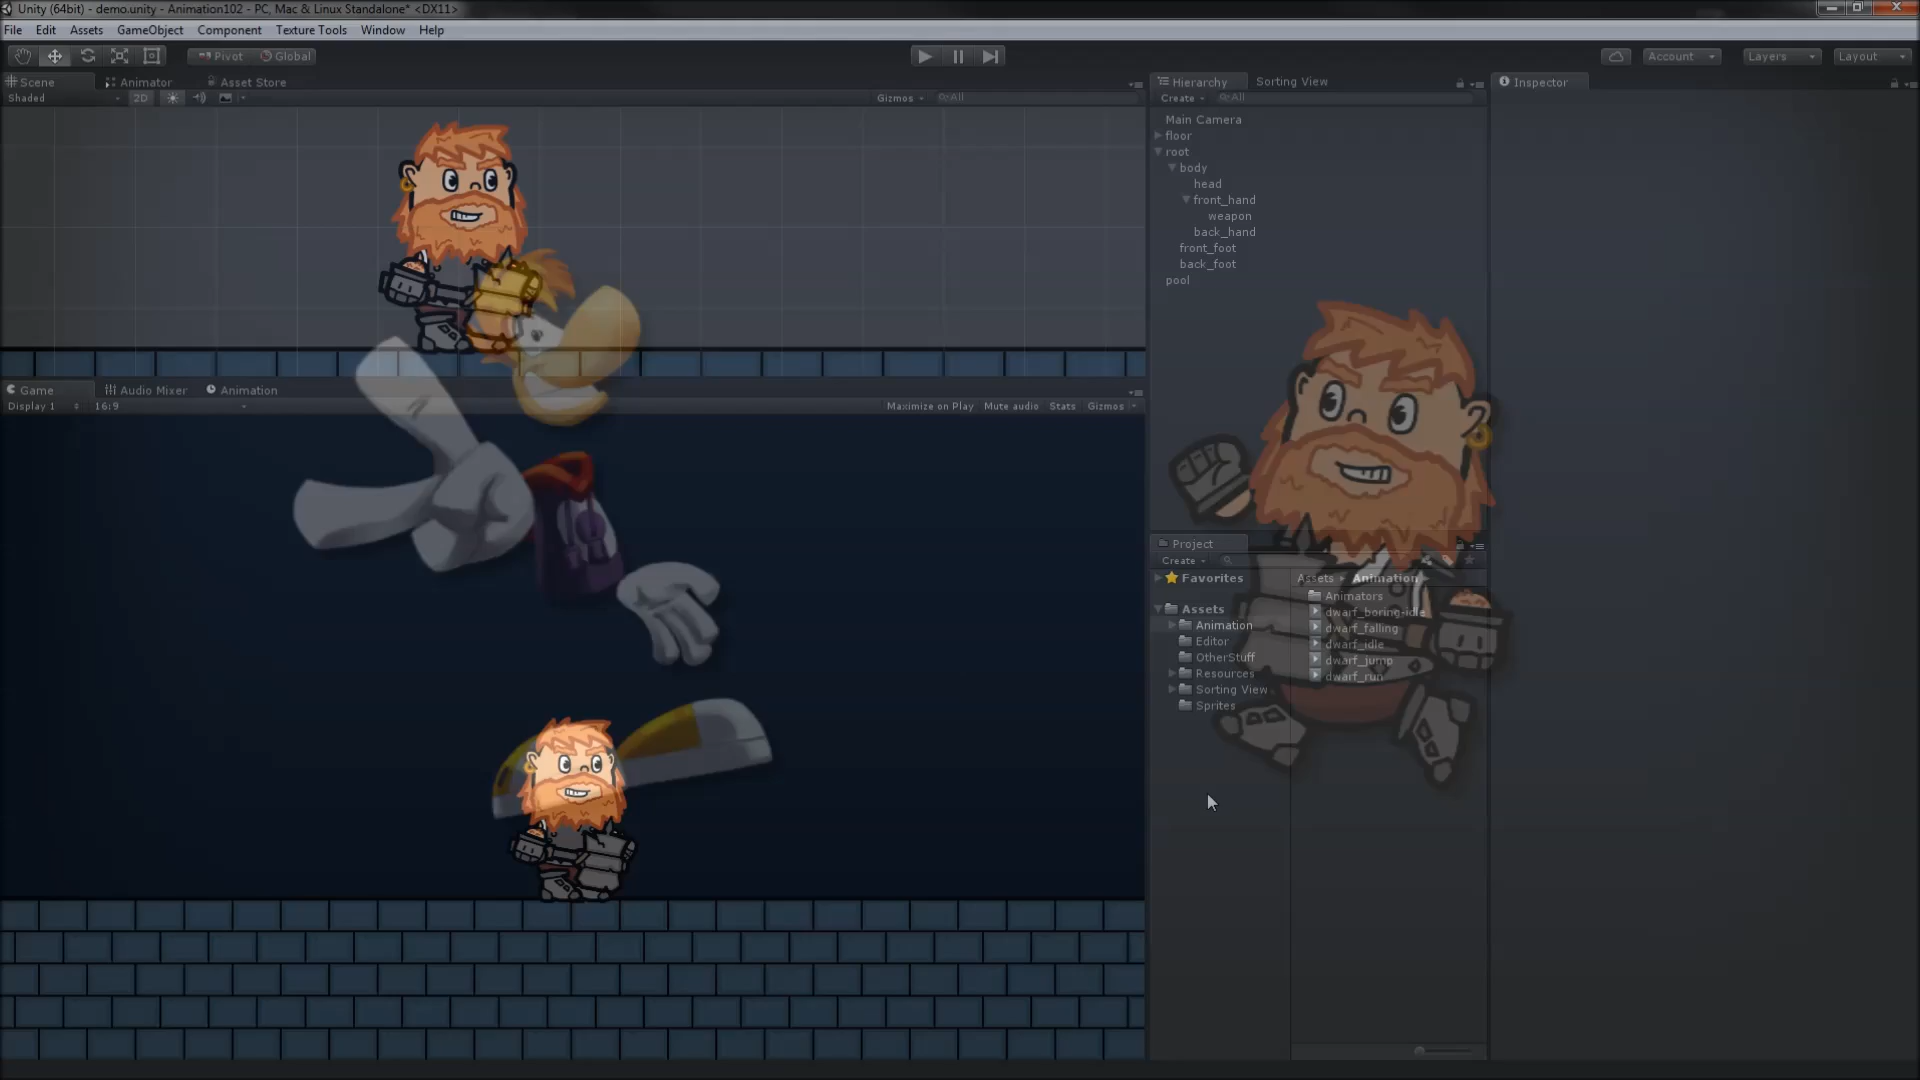 Unity (64bit) - demo.unity - Animation102 - PC, Mac & Linux Standalone* <DX11>
File Edit Assets GameObject Component Texture Tools Window Help
Pivot Global Account Layers Layout
Scene Animator Asset Store
Shaded 2D Gizmos All
Hierarchy Sorting View
Create All
Main Camera
floor
root
body
head
front_hand
weapon
back_hand
front_foot
back_foot
pool
Inspector
Game Audio Mixer Animation
Display 1 16:9 Maximize on Play Mute audio Stats Gizmos
Project
Create
Favorites
Assets
Animation
Editor
OtherStuff
Resources
Sorting View
Sprites
Assets Animation
Animators
dwarf_boring-idle
dwarf_falling
dwarf_idle
dwarf_jump
dwarf_run